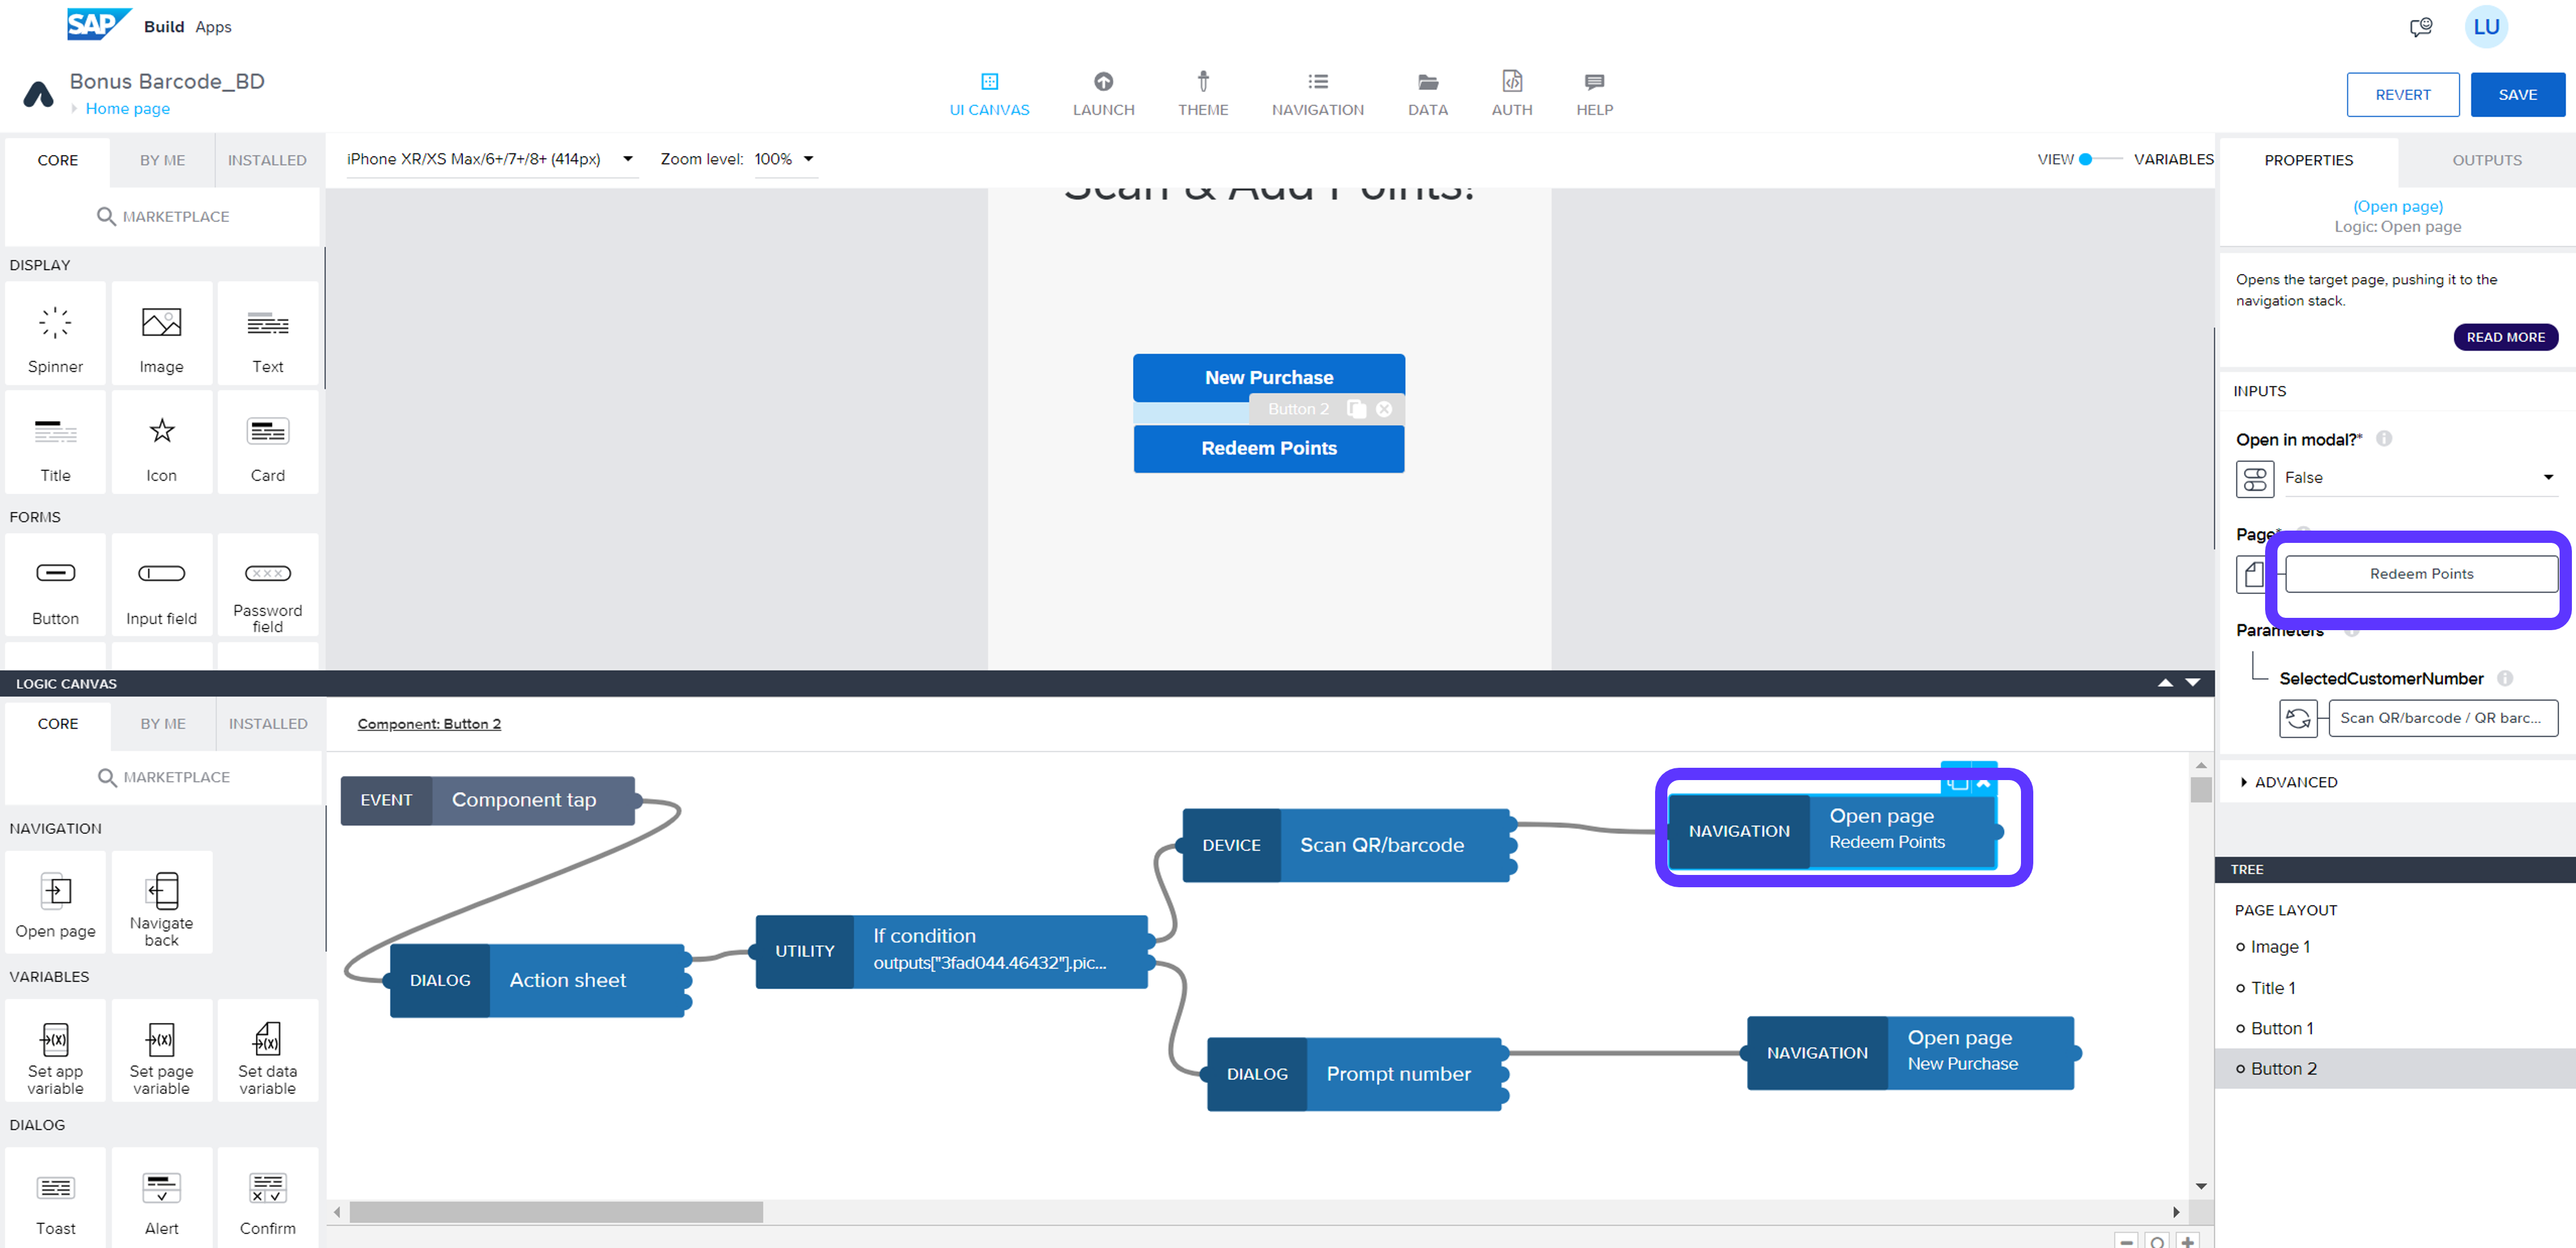 SAP Build Apps
LU
Bonus Barcode_BD
Home page
UI CANVAS
LAUNCH
THEME
NAVIGATION
DATA
AUTH
HELP
REVERT
SAVE
CORE
BY ME
INSTALLED
iPhone XR/XS Max/6+/7+/8+ (414px)
Zoom level: 100%
VIEW
VARIABLES
PROPERTIES
OUTPUTS
MARKETPLACE
Scan & Add Points!
(Open page)
Logic: Open page
DISPLAY
Opens the target page, pushing it to the
navigation stack.
READ MORE
Spinner
Image
Text
New Purchase
Button 2
Redeem Points
INPUTS
Open in modal?*
False
Title
Icon
Card
FORMS
Page*
Redeem Points
Button
Input field
Password
field
Parameters
SelectedCustomerNumber
Scan QR/barcode / QR barc...
LOGIC CANVAS
CORE
BY ME
INSTALLED
Component: Button 2
MARKETPLACE
ADVANCED
EVENT
Component tap
DEVICE
Scan QR/barcode
NAVIGATION
Open page
Redeem Points
NAVIGATION
Open page
Navigate
back
TREE
PAGE LAYOUT
Image 1
Title 1
Button 1
Button 2
DIALOG
Action sheet
UTILITY
If condition
outputs["3fad044.46432"].pic...
VARIABLES
Set app
variable
Set page
variable
Set data
variable
DIALOG
Prompt number
NAVIGATION
Open page
New Purchase
DIALOG
Toast
Alert
Confirm